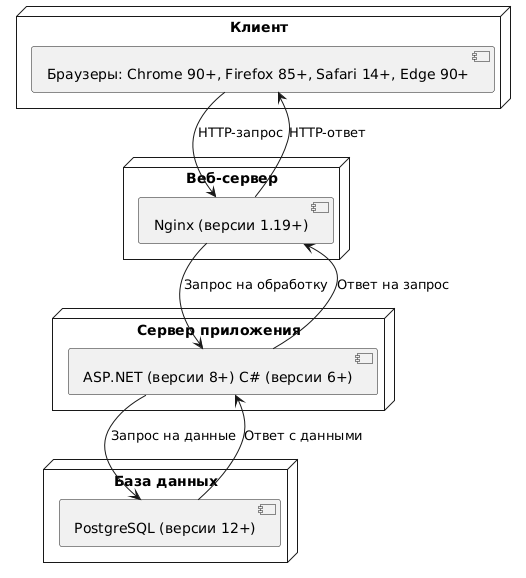 Клиент
Браузеры: Chrome 90+, Firefox 85+, Safari 14+, Edge 90+
HTTP-запрос
HTTP-ответ
Веб-сервер
Nginx (версии 1.19+)
Запрос на обработку
Ответ на запрос
Сервер приложения
ASP.NET (версии 8+) C# (версии 6+)
Запрос на данные
Ответ с данными
База данных
PostgreSQL (версии 12+)